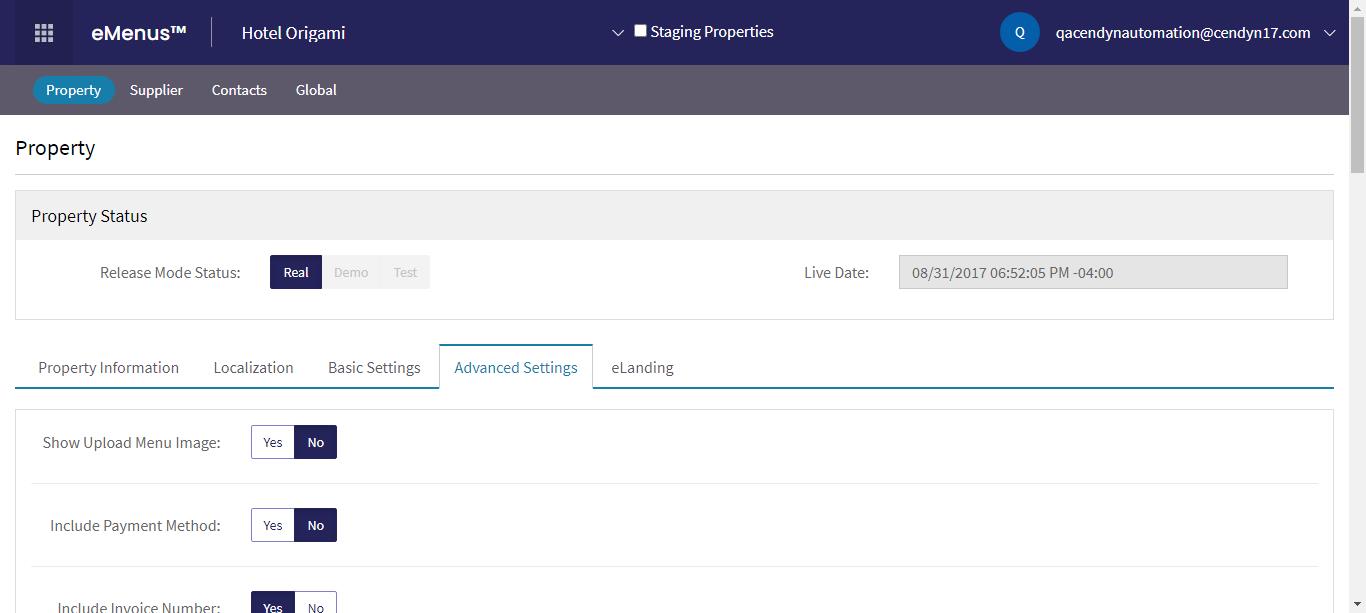 eMenus™ Hotel Origami Staging Properties Q qacendynautomation@cendyn17.com
Property Supplier Contacts Global
Property
Property Status
Release Mode Status: Real Demo Test Live Date: 08/31/2017 06:52:05 PM -04:00
Property Information Localization Basic Settings Advanced Settings eLanding
Show Upload Menu Image: Yes No
Include Payment Method: Yes No
Include Invoice Number: Yes No